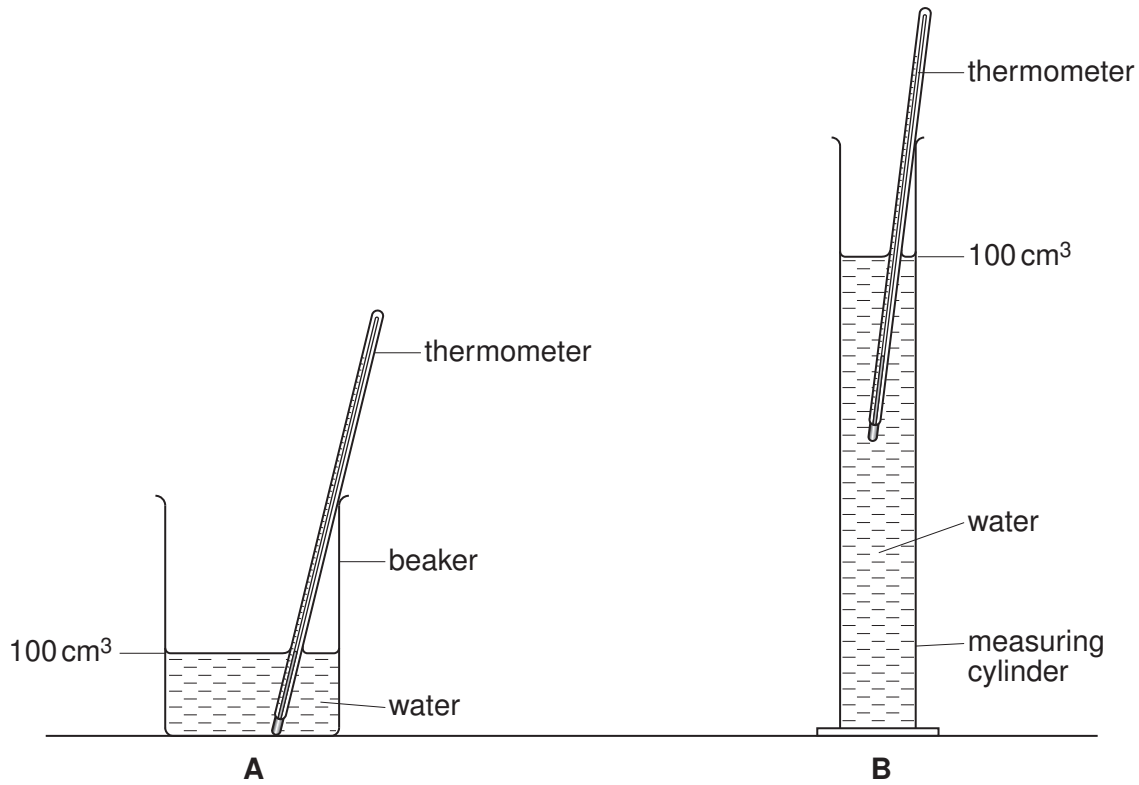 thermometer
100 cm³
thermometer
beaker
water
100 cm³
measuring
cylinder
water
A
B